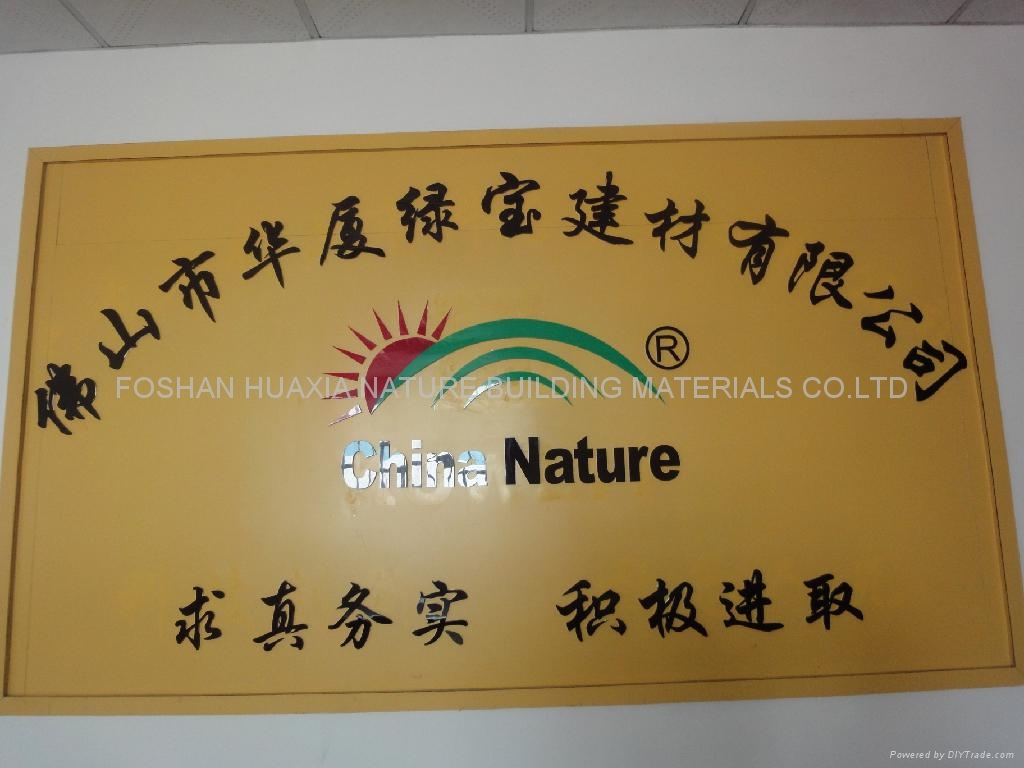 佛山市华厦绿宝建材有限公司
®
FOSHAN HUAXIA NATURE BUILDING MATERIALS CO.LTD
China Nature
求真务实 积极进取
Powered by DIYTrade.com